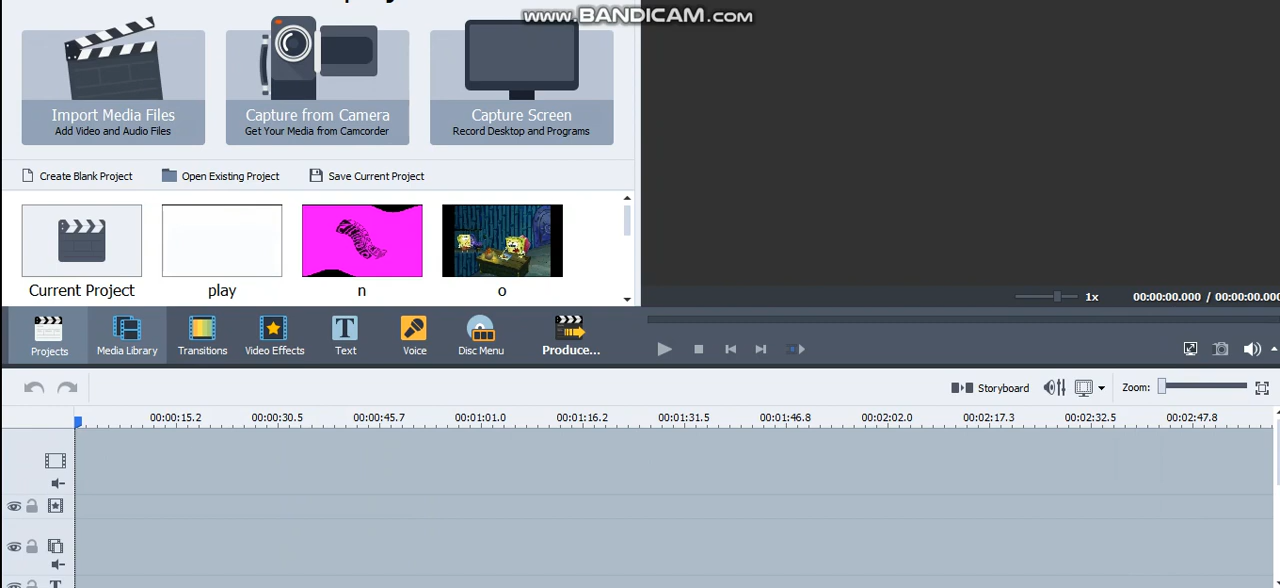 www.BANDICAM.com
Import Media Files
Add Video and Audio Files
Capture from Camera
Get Your Media from Camcorder
Capture Screen
Record Desktop and Programs
Create Blank Project
Open Existing Project
Save Current Project
Current Project
play
n
o
1x
00:00:00.000 / 00:00:00.000
Projects
Media Library
Transitions
Video Effects
Text
Voice
Disc Menu
Produce...
Storyboard
Zoom:
00:00:15.2 00:00:30.5 00:00:45.7 00:01:01.0 00:01:16.2 00:01:31.5 00:01:46.8 00:02:02.0 00:02:17.3 00:02:32.5 00:02:47.8